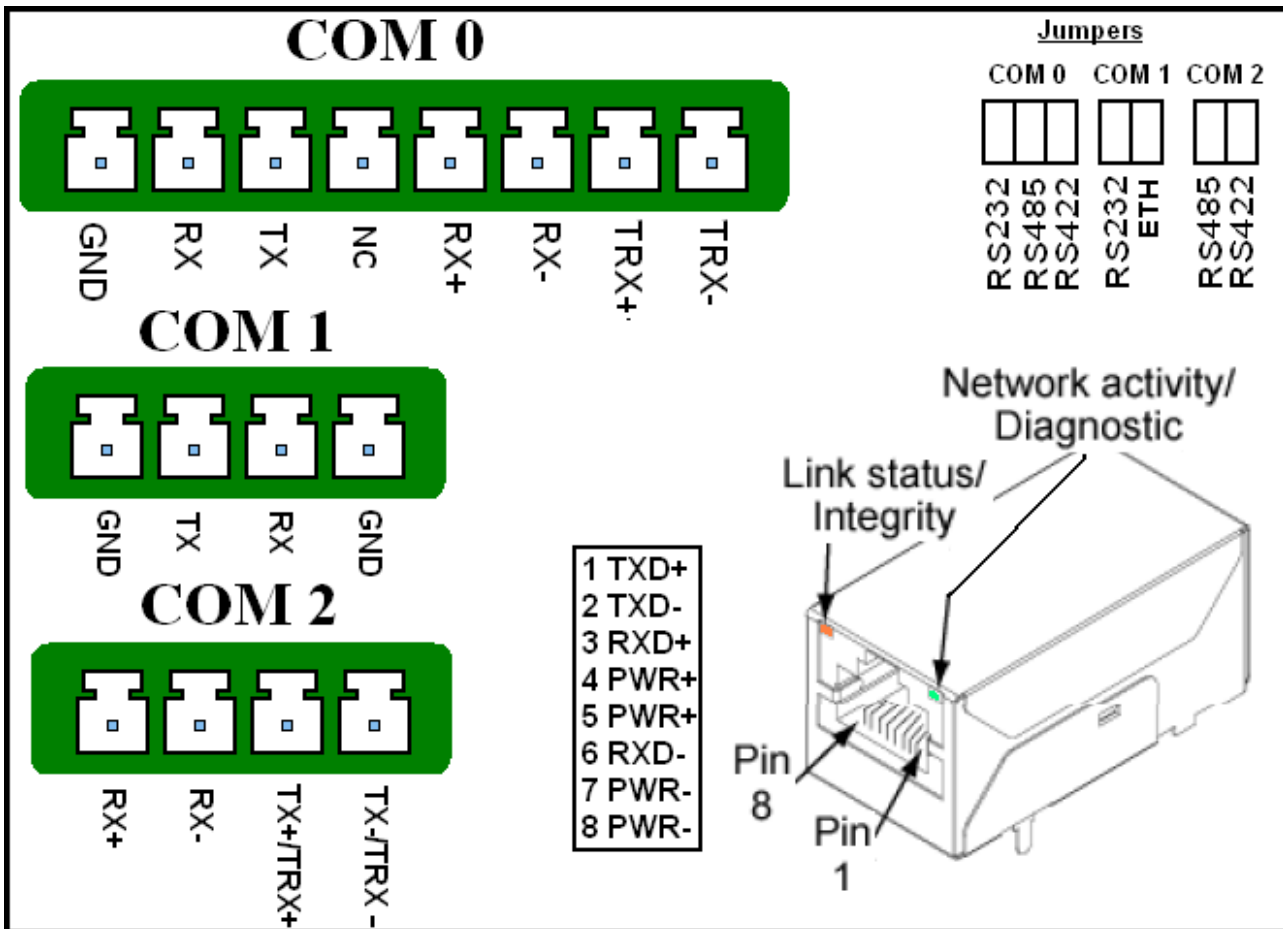 COM 0
GND
RX
TX
NC
RX+
RX-
TRX+
TRX-
Jumpers
COM 0 COM 1 COM 2
RS232
RS485
RS422
RS232
ETH
RS485
RS422
COM 1
GND
TX
RX
GND
COM 2
RX+
RX-
TX+/TRX+
TX-/TRX -
1 TXD+
2 TXD-
3 RXD+
4 PWR+
5 PWR+
6 RXD-
7 PWR-
8 PWR-
Network activity/
Diagnostic
Link status/
Integrity
Pin
8
Pin
1